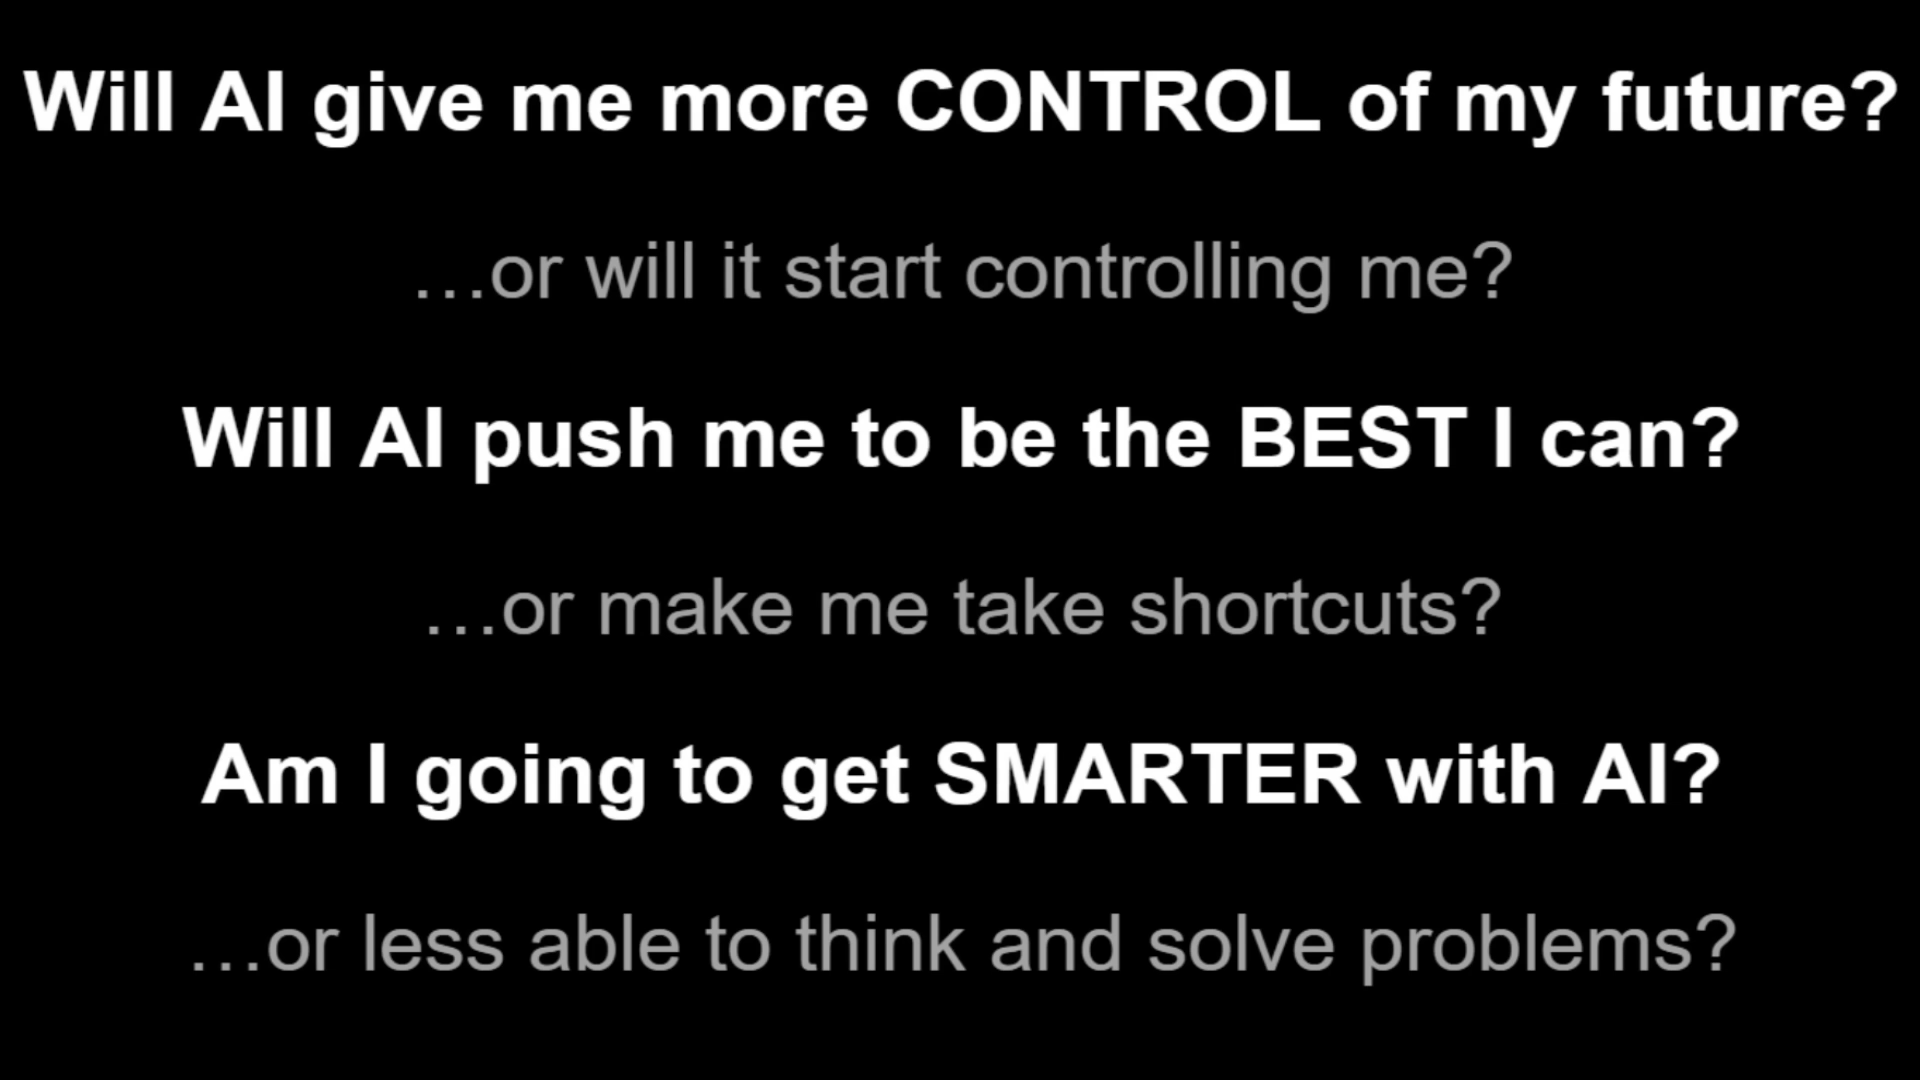 Will AI give me more CONTROL of my future?
…or will it start controlling me?
Will AI push me to be the BEST I can?
…or make me take shortcuts?
Am I going to get SMARTER with AI?
…or less able to think and solve problems?